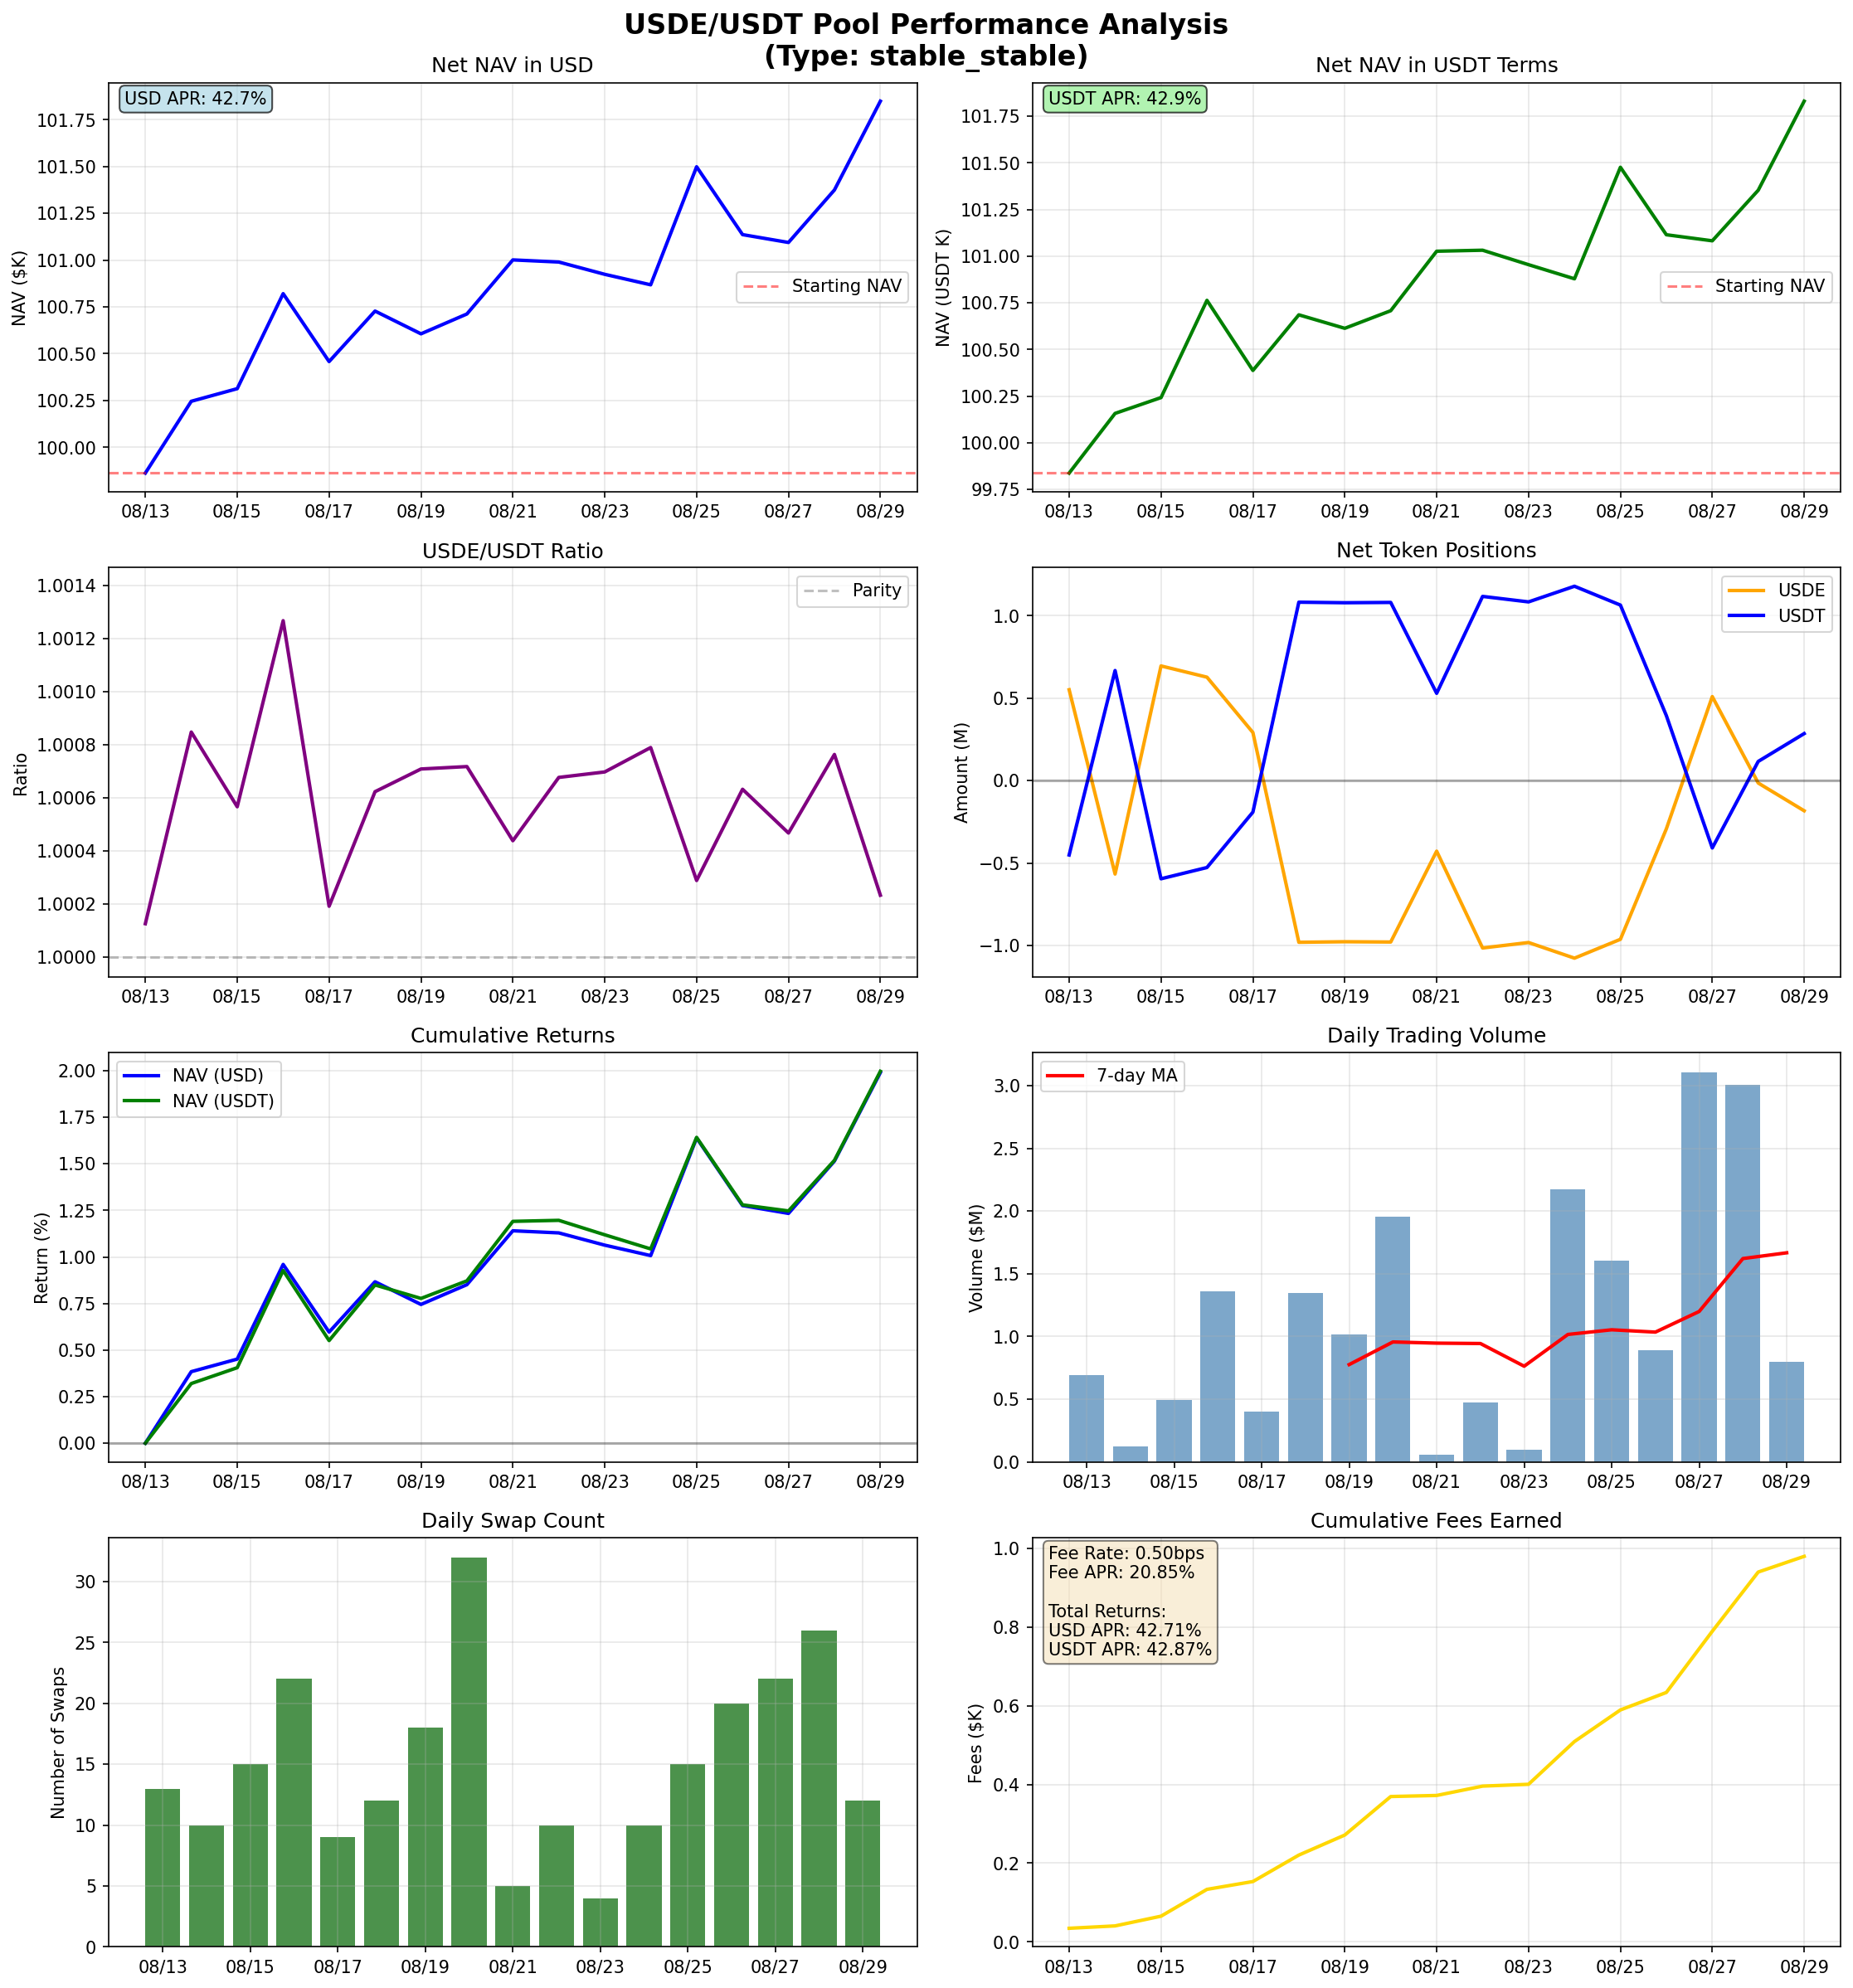 USDE/USDT Pool Performance Analysis
(Type: stable_stable)
Net NAV in USD
USD APR: 42.7%
NAV ($K)
101.75
101.50
101.25
101.00
100.75
100.50
100.25
100.00
Starting NAV
08/13 08/15 08/17 08/19 08/21 08/23 08/25 08/27 08/29
Net NAV in USDT Terms
USDT APR: 42.9%
NAV (USDT K)
101.75
101.50
101.25
101.00
100.75
100.50
100.25
100.00
99.75
Starting NAV
08/13 08/15 08/17 08/19 08/21 08/23 08/25 08/27 08/29
USDE/USDT Ratio
Ratio
1.0014
1.0012
1.0010
1.0008
1.0006
1.0004
1.0002
1.0000
Parity
08/13 08/15 08/17 08/19 08/21 08/23 08/25 08/27 08/29
Net Token Positions
Amount (M)
1.0
0.5
0.0
−0.5
−1.0
USDE
USDT
08/13 08/15 08/17 08/19 08/21 08/23 08/25 08/27 08/29
Cumulative Returns
Return (%)
2.00
1.75
1.50
1.25
1.00
0.75
0.50
0.25
0.00
NAV (USD)
NAV (USDT)
08/13 08/15 08/17 08/19 08/21 08/23 08/25 08/27 08/29
Daily Trading Volume
Volume ($M)
3.0
2.5
2.0
1.5
1.0
0.5
0.0
7-day MA
08/13 08/15 08/17 08/19 08/21 08/23 08/25 08/27 08/29
Daily Swap Count
Number of Swaps
30
25
20
15
10
5
0
08/13 08/15 08/17 08/19 08/21 08/23 08/25 08/27 08/29
Cumulative Fees Earned
Fees ($K)
1.0
0.8
0.6
0.4
0.2
0.0
Fee Rate: 0.50bps
Fee APR: 20.85%
Total Returns:
USD APR: 42.71%
USDT APR: 42.87%
08/13 08/15 08/17 08/19 08/21 08/23 08/25 08/27 08/29